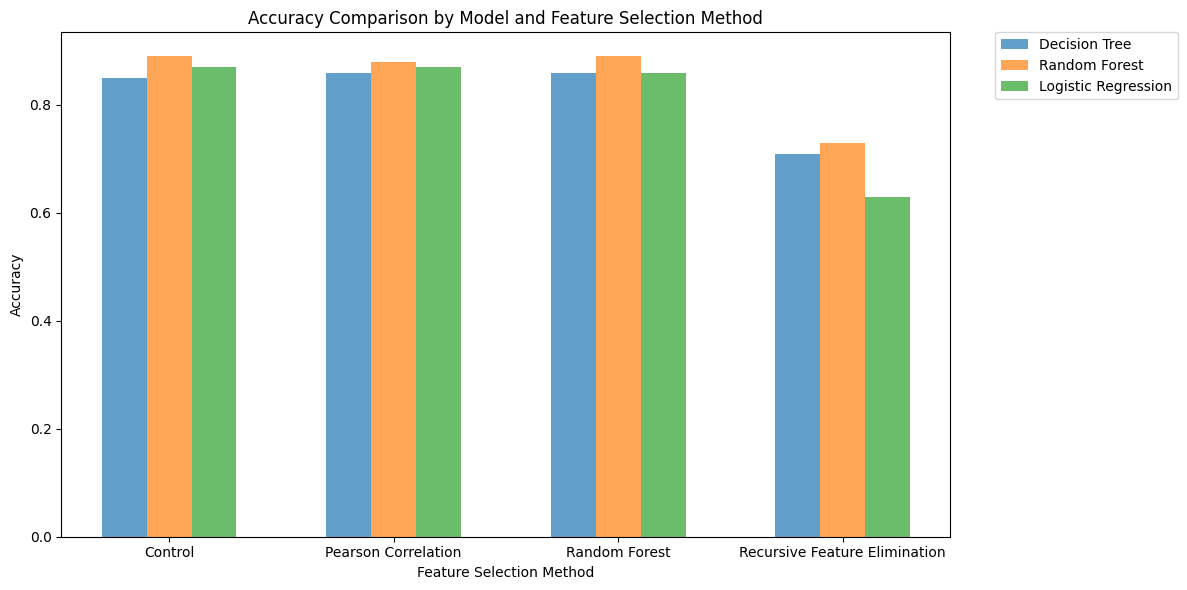 Accuracy Comparison by Model and Feature Selection Method
Decision Tree
Random Forest
Logistic Regression
Accuracy
0.8
0.6
0.4
0.2
0.0
Control
Pearson Correlation
Random Forest
Recursive Feature Elimination
Feature Selection Method